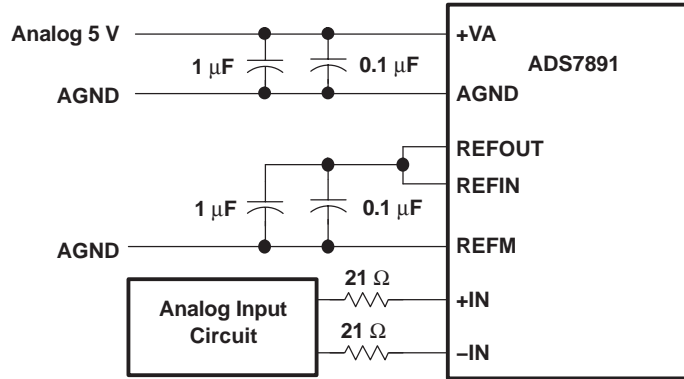 Analog 5 V
+VA
1 μF
0.1 μF
ADS7891
AGND
AGND
REFOUT
REFIN
1 μF
0.1 μF
AGND
REFM
21 Ω
+IN
Analog Input
Circuit
21 Ω
−IN